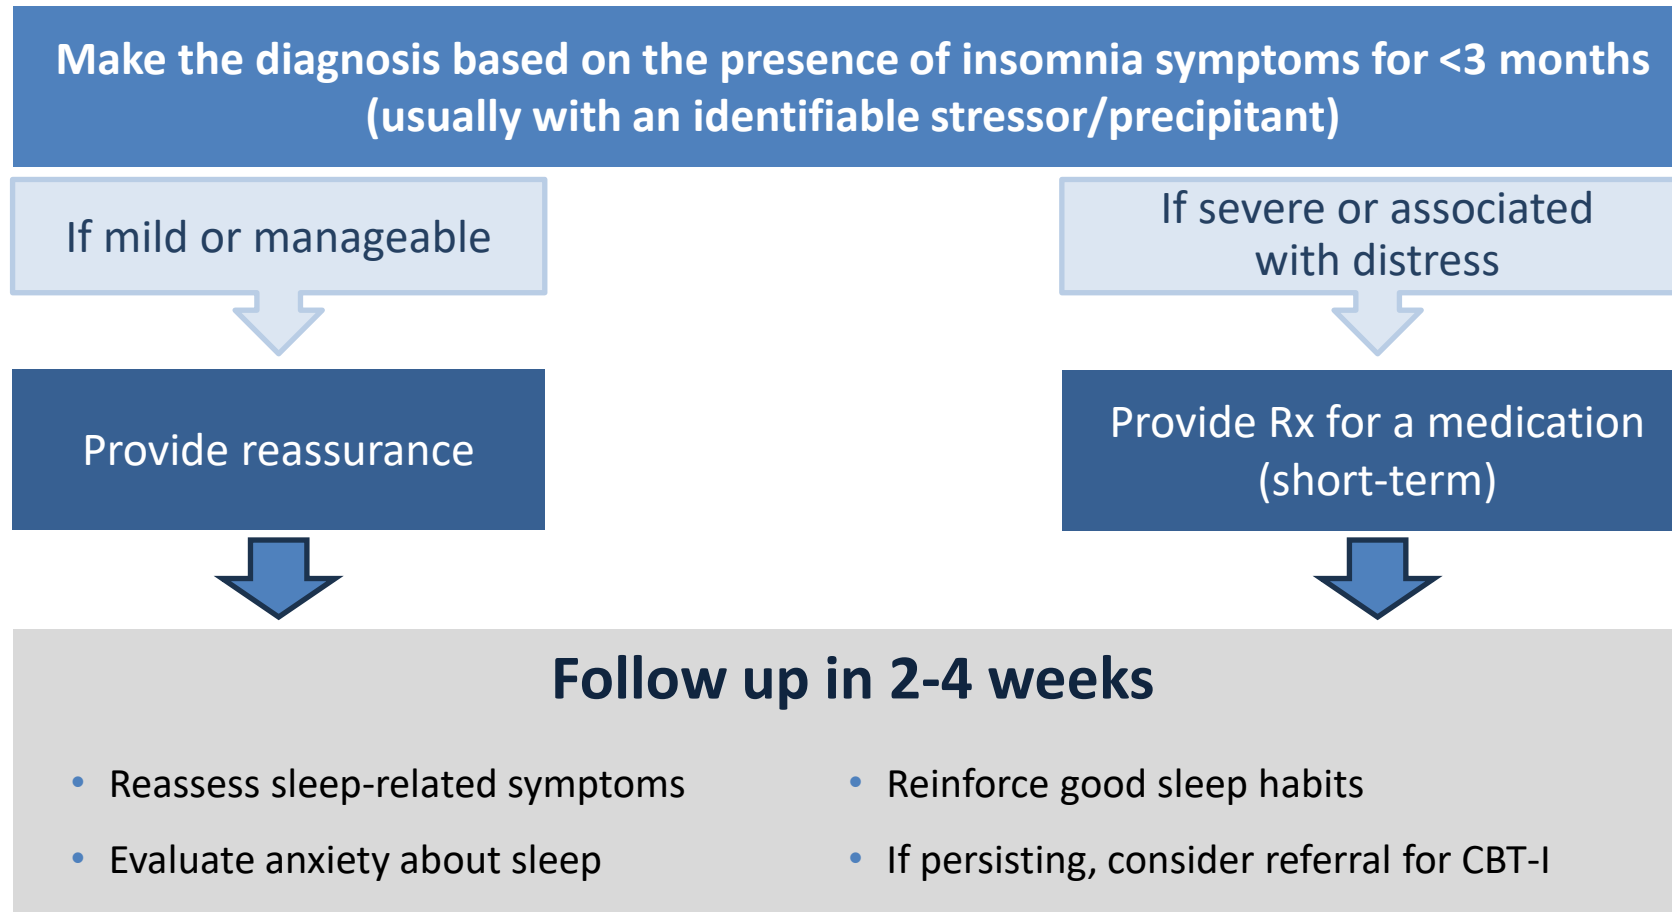 Make the diagnosis based on the presence of insomnia symptoms for <3 months
(usually with an identifiable stressor/precipitant)
If mild or manageable
If severe or associated
with distress
Provide reassurance
Provide Rx for a medication
(short-term)
Follow up in 2-4 weeks
• Reassess sleep-related symptoms
• Evaluate anxiety about sleep
• Reinforce good sleep habits
• If persisting, consider referral for CBT-I